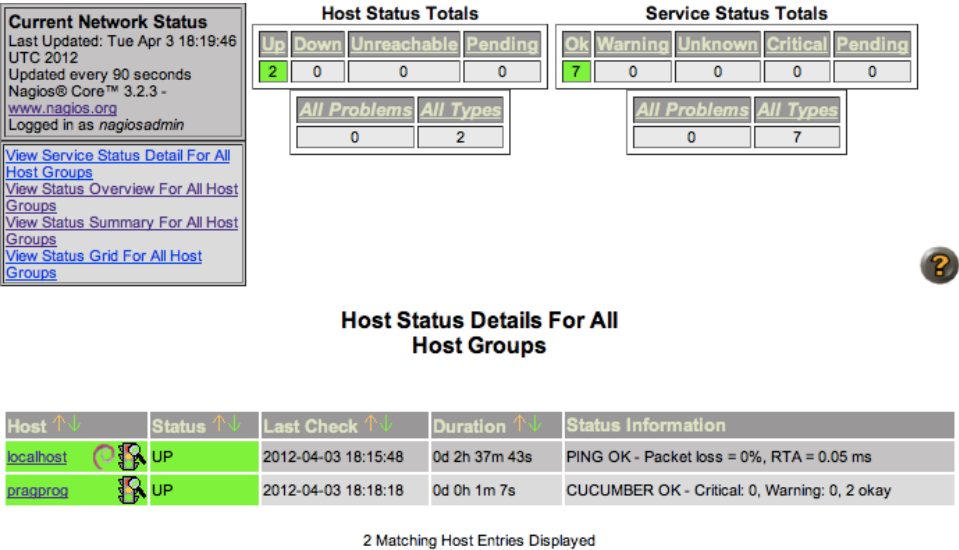 Current Network Status
Last Updated: Tue Apr 3 18:19:46
UTC 2012
Updated every 90 seconds
Nagios® Core™ 3.2.3 -
www.nagios.org
Logged in as nagiosadmin
View Service Status Detail For All
Host Groups
View Status Overview For All Host
Groups
View Status Summary For All Host
Groups
View Status Grid For All Host
Groups
Host Status Totals
Up Down Unreachable Pending
2 0 0 0
All Problems All Types
0 2
Service Status Totals
Ok Warning Unknown Critical Pending
7 0 0 0 0
All Problems All Types
0 7
?
Host Status Details For All
Host Groups
Host ↑↓ Status ↑↓ Last Check ↑↓ Duration ↑↓ Status Information
localhost UP 2012-04-03 18:15:48 0d 2h 37m 43s PING OK - Packet loss = 0%, RTA = 0.05 ms
pragprog UP 2012-04-03 18:18:18 0d 0h 1m 7s CUCUMBER OK - Critical: 0, Warning: 0, 2 okay
2 Matching Host Entries Displayed